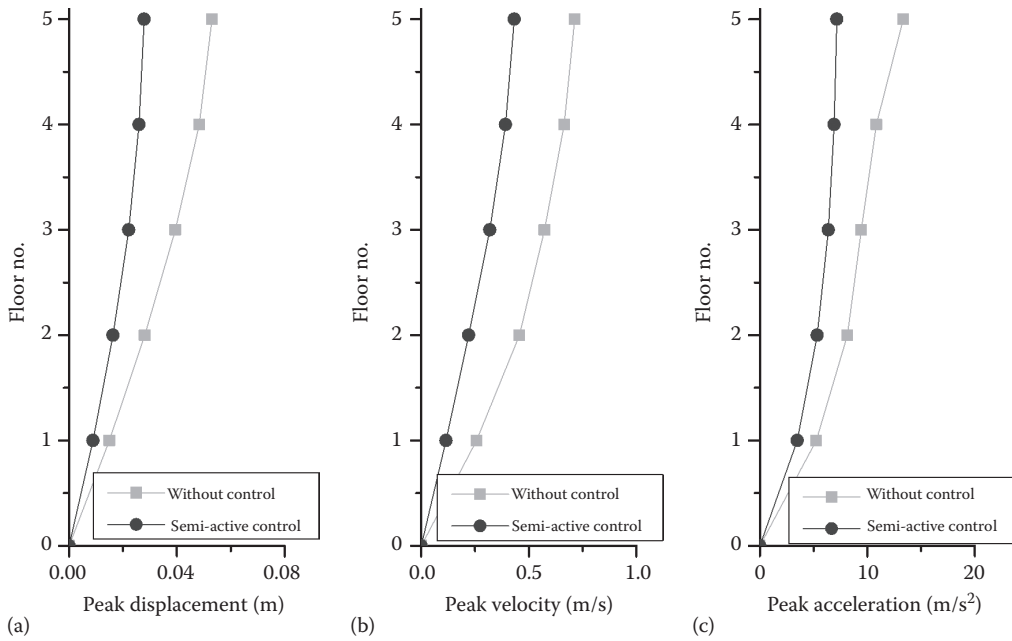 5
4
3
2
1
0
Floor no.
Without control
Semi-active control
0.00
0.04
0.08
Peak displacement (m)
(a)
5
4
3
2
1
0
Floor no.
Without control
Semi-active control
0.0
0.5
1.0
Peak velocity (m/s)
(b)
5
4
3
2
1
0
Floor no.
Without control
Semi-active control
0
10
20
Peak acceleration (m/s²)
(c)